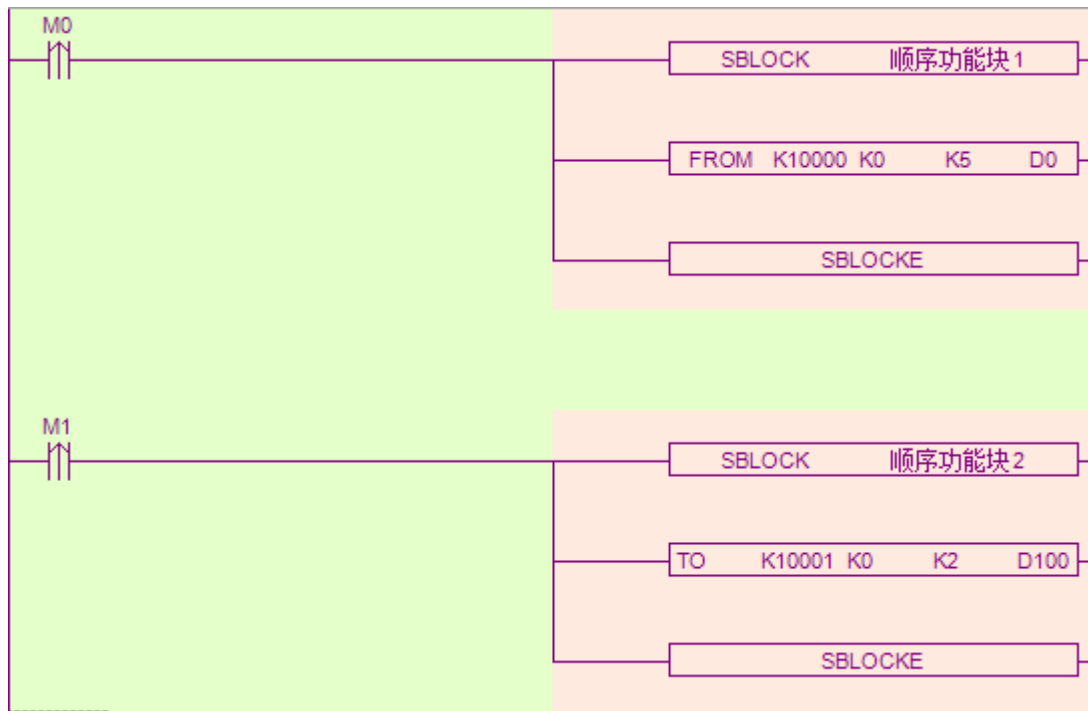 M0
SBLOCK 顺序功能块1
FROM K10000 K0 K5 D0
SBLOCKE
M1
SBLOCK 顺序功能块2
TO K10001 K0 K2 D100
SBLOCKE